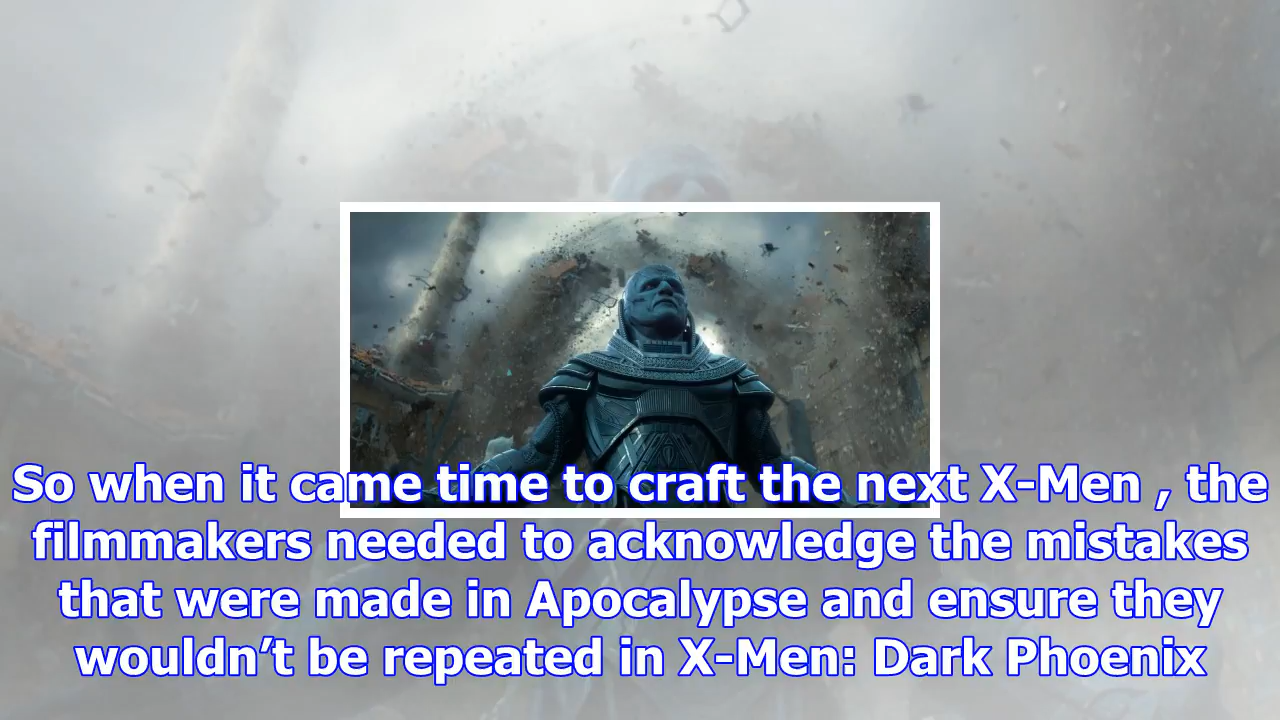 So when it came time to craft the next X-Men , the
filmmakers needed to acknowledge the mistakes
that were made in Apocalypse and ensure they
wouldn’t be repeated in X-Men: Dark Phoenix